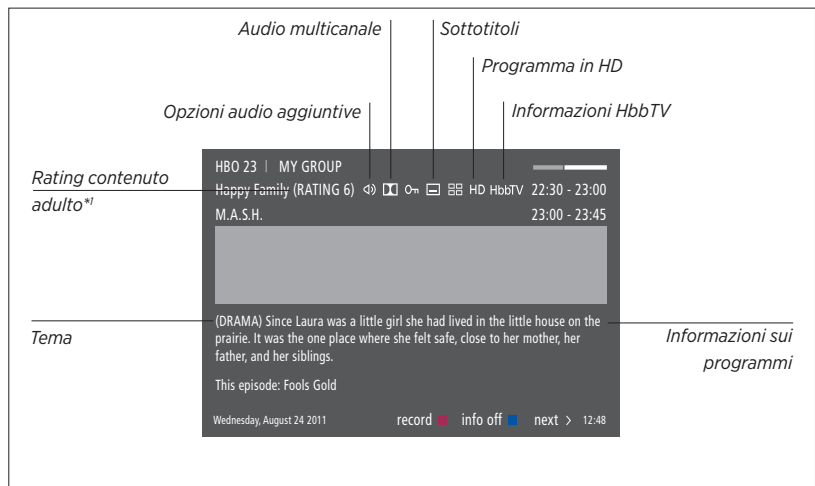 Audio multicanale
Sottotitoli
Programma in HD
Opzioni audio aggiuntive
Informazioni HbbTV
Rating contenuto
adulto*1
HBO 23 | MY GROUP
Happy Family (RATING 6) HD HbbTV 22:30 - 23:00
M.A.S.H. 23:00 - 23:45
Tema
(DRAMA) Since Laura was a little girl she had lived in the little house on the
prairie. It was the one place where she felt safe, close to her mother, her
father, and her siblings.
Informazioni sui
programmi
This episode: Fools Gold
Wednesday, August 24 2011 record info off next > 12:48